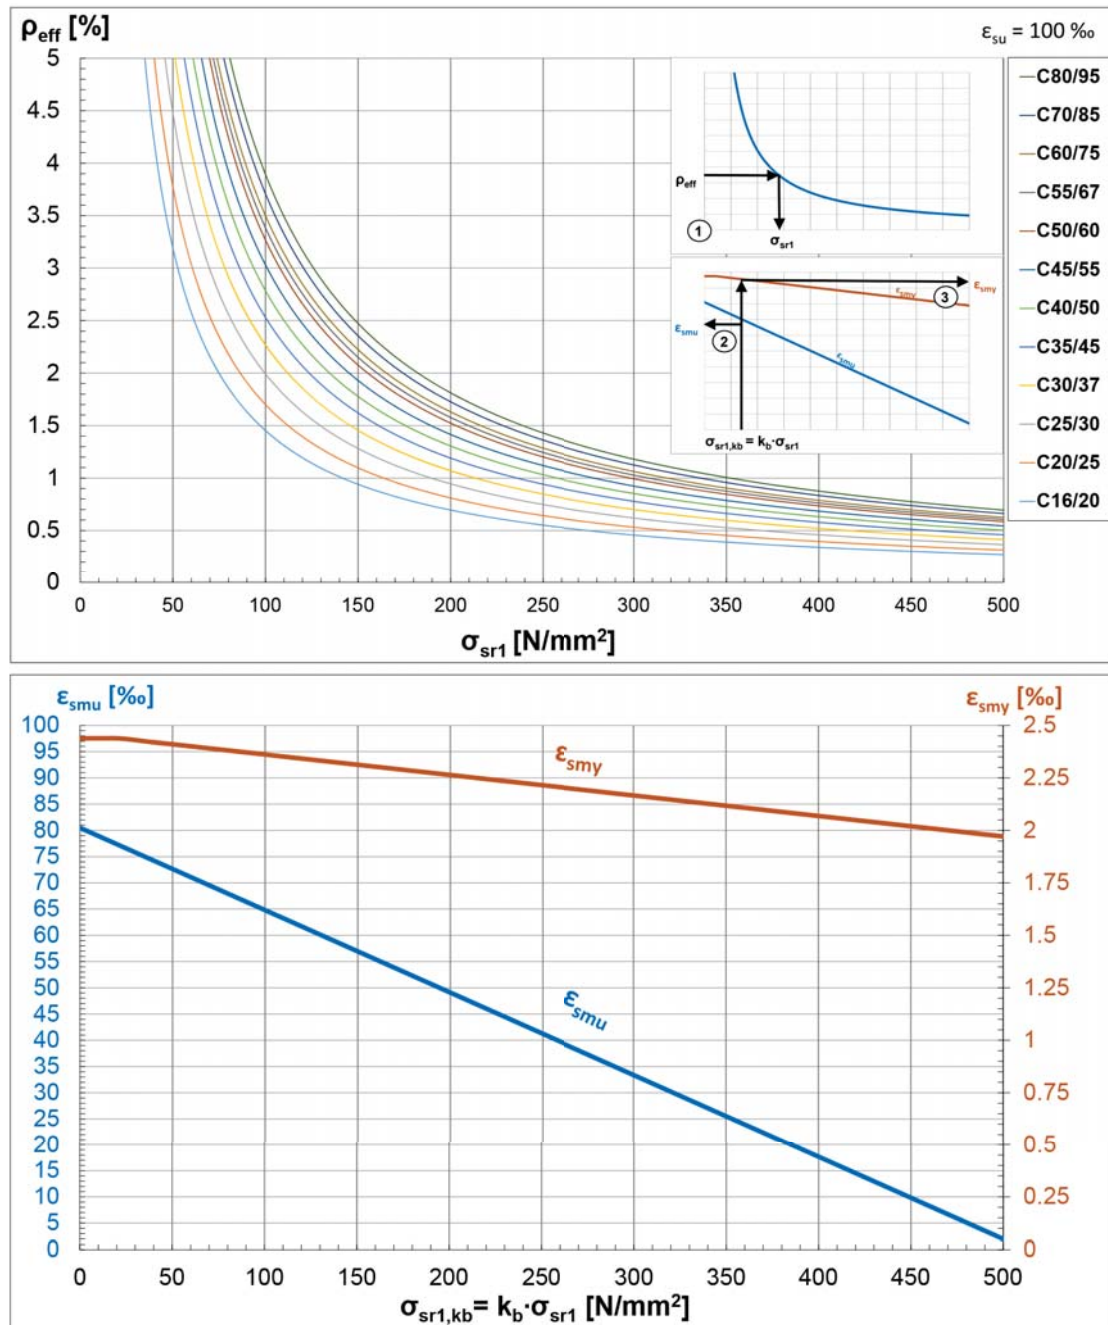 ρeff [%]
εsu = 100 ‰
5
4.5
4
3.5
3
2.5
2
1.5
1
0.5
0
0 50 100 150 200 250 300 350 400 450 500
σsr1 [N/mm²]
C80/95
C70/85
C60/75
C55/67
C50/60
C45/55
C40/50
C35/45
C30/37
C25/30
C20/25
C16/20
ρeff
1
σsr1
εsmy
3
εsmy
εsmu
2
εsmu
σsr1,kb = kb·σsr1
εsmu [‰]
εsmy [‰]
100
95
90
85
80
75
70
65
60
55
50
45
40
35
30
25
20
15
10
5
0
εsmy
εsmu
2.5
2.25
2
1.75
1.5
1.25
1
0.75
0.5
0.25
0
0 50 100 150 200 250 300 350 400 450 500
σsr1,kb= kb·σsr1 [N/mm²]